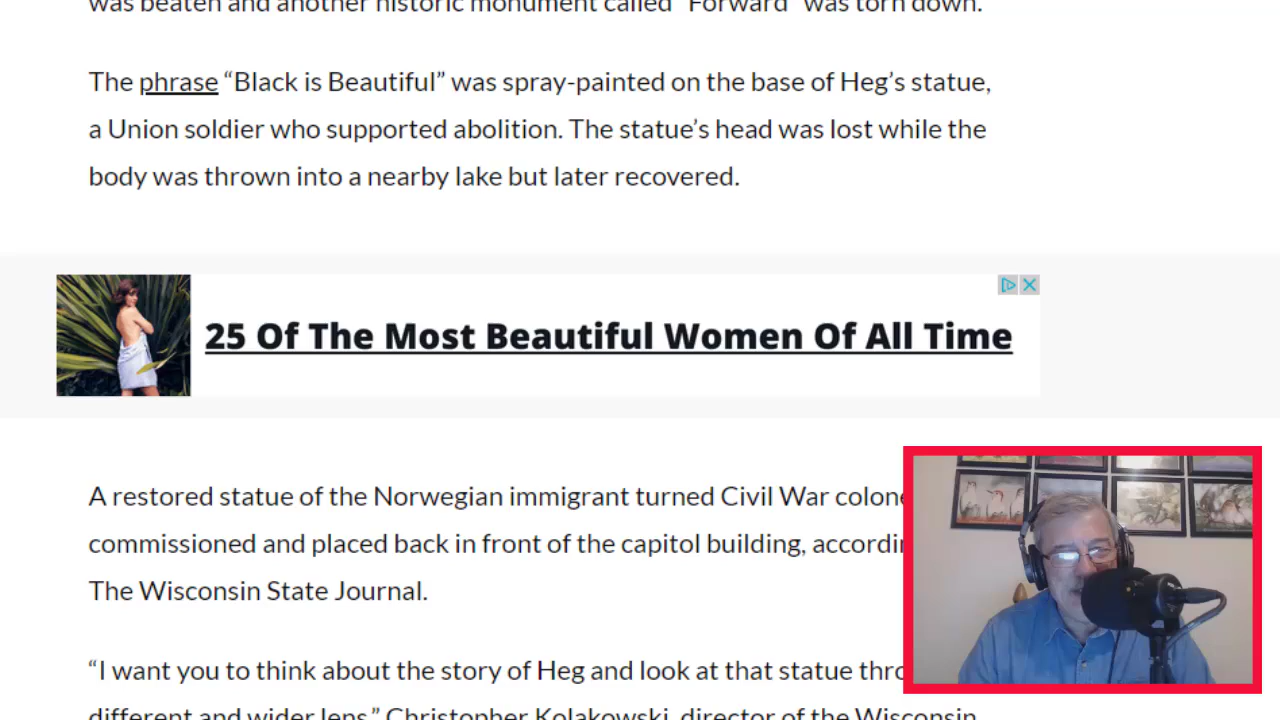 was beaten and another historic monument called “Forward” was torn down.
The phrase “Black is Beautiful” was spray-painted on the base of Heg’s statue,
a Union soldier who supported abolition. The statue’s head was lost while the
body was thrown into a nearby lake but later recovered.
25 Of The Most Beautiful Women Of All Time
A restored statue of the Norwegian immigrant turned Civil War
commissioned and placed back in front of the capitol building,
The Wisconsin State Journal.
“I want you to think about the story of Heg and look at that statue
different and wider lens,” Christopher Kolakowski, director of the Wisconsin